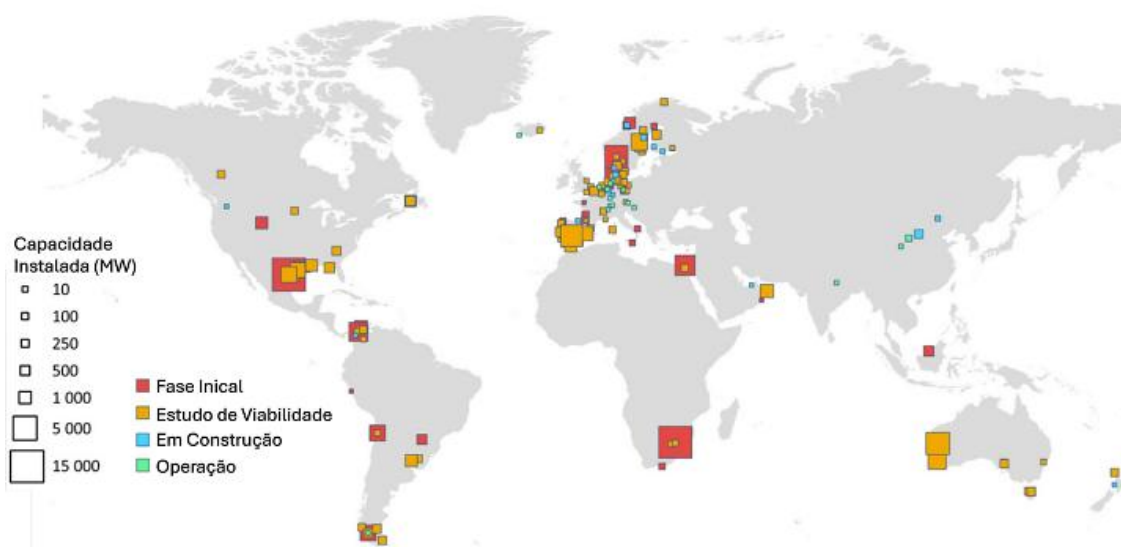 Capacidade
Instalada (MW)
10
100
250
500
1 000
5 000
15 000
Fase Inical
Estudo de Viabilidade
Em Construção
Operação